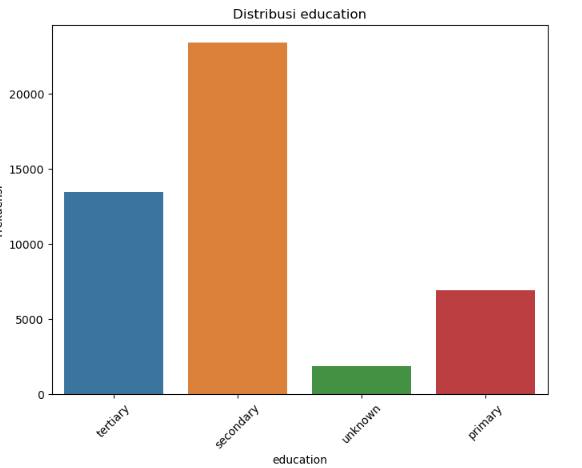 Distribusi education
20000
15000
10000
5000
0
tertiary
secondary
unknown
primary
education